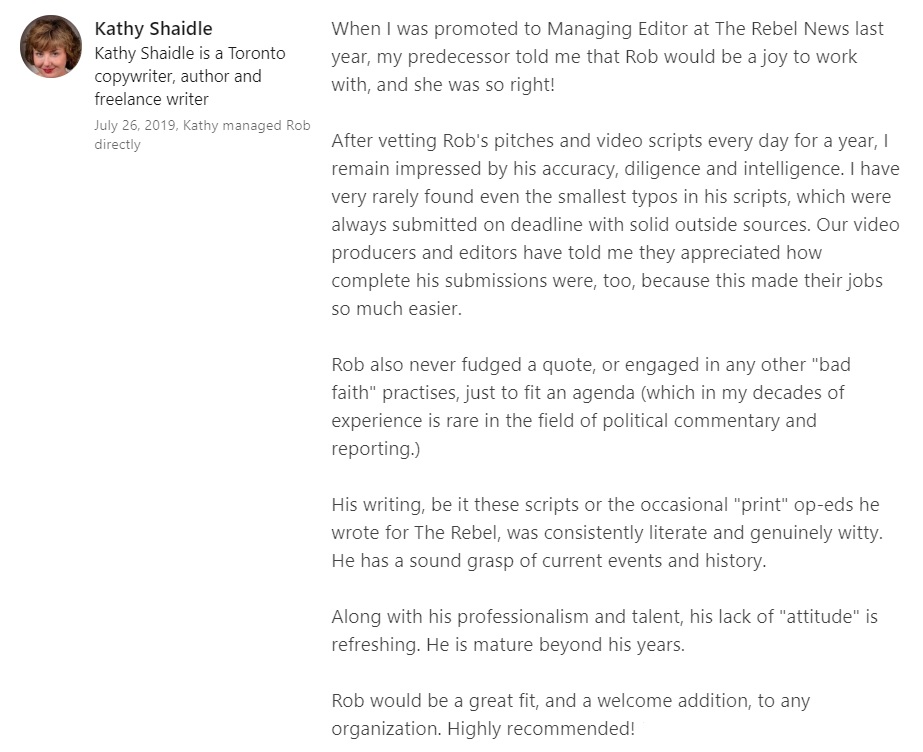 Kathy Shaidle
Kathy Shaidle is a Toronto
copywriter, author and
freelance writer
July 26, 2019, Kathy managed Rob
directly
When I was promoted to Managing Editor at The Rebel News last
year, my predecessor told me that Rob would be a joy to work
with, and she was so right!
After vetting Rob's pitches and video scripts every day for a year, I
remain impressed by his accuracy, diligence and intelligence. I have
very rarely found even the smallest typos in his scripts, which were
always submitted on deadline with solid outside sources. Our video
producers and editors have told me they appreciated how
complete his submissions were, too, because this made their jobs
so much easier.
Rob also never fudged a quote, or engaged in any other "bad
faith" practises, just to fit an agenda (which in my decades of
experience is rare in the field of political commentary and
reporting.)
His writing, be it these scripts or the occasional "print" op-eds he
wrote for The Rebel, was consistently literate and genuinely witty.
He has a sound grasp of current events and history.
Along with his professionalism and talent, his lack of "attitude" is
refreshing. He is mature beyond his years.
Rob would be a great fit, and a welcome addition, to any
organization. Highly recommended!